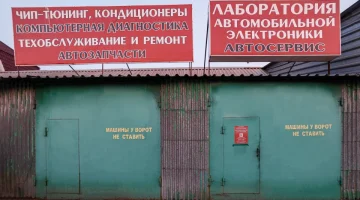 ЧИП-ТЮНИНГ, КОНДИЦИОНЕРЫ
КОМПЬЮТЕРНАЯ ДИАГНОСТИКА
ТЕХОБСЛУЖИВАНИЕ И РЕМОНТ
АВТОЗАПЧАСТИ
ЛАБОРАТОРИЯ
АВТОМОБИЛЬНОЙ
ЭЛЕКТРОНИКИ
АВТОСЕРВИС
МАШИНЫ У ВОРОТ
НЕ СТАВИТЬ
МАШИНЫ У ВОРОТ
НЕ СТАВИТЬ